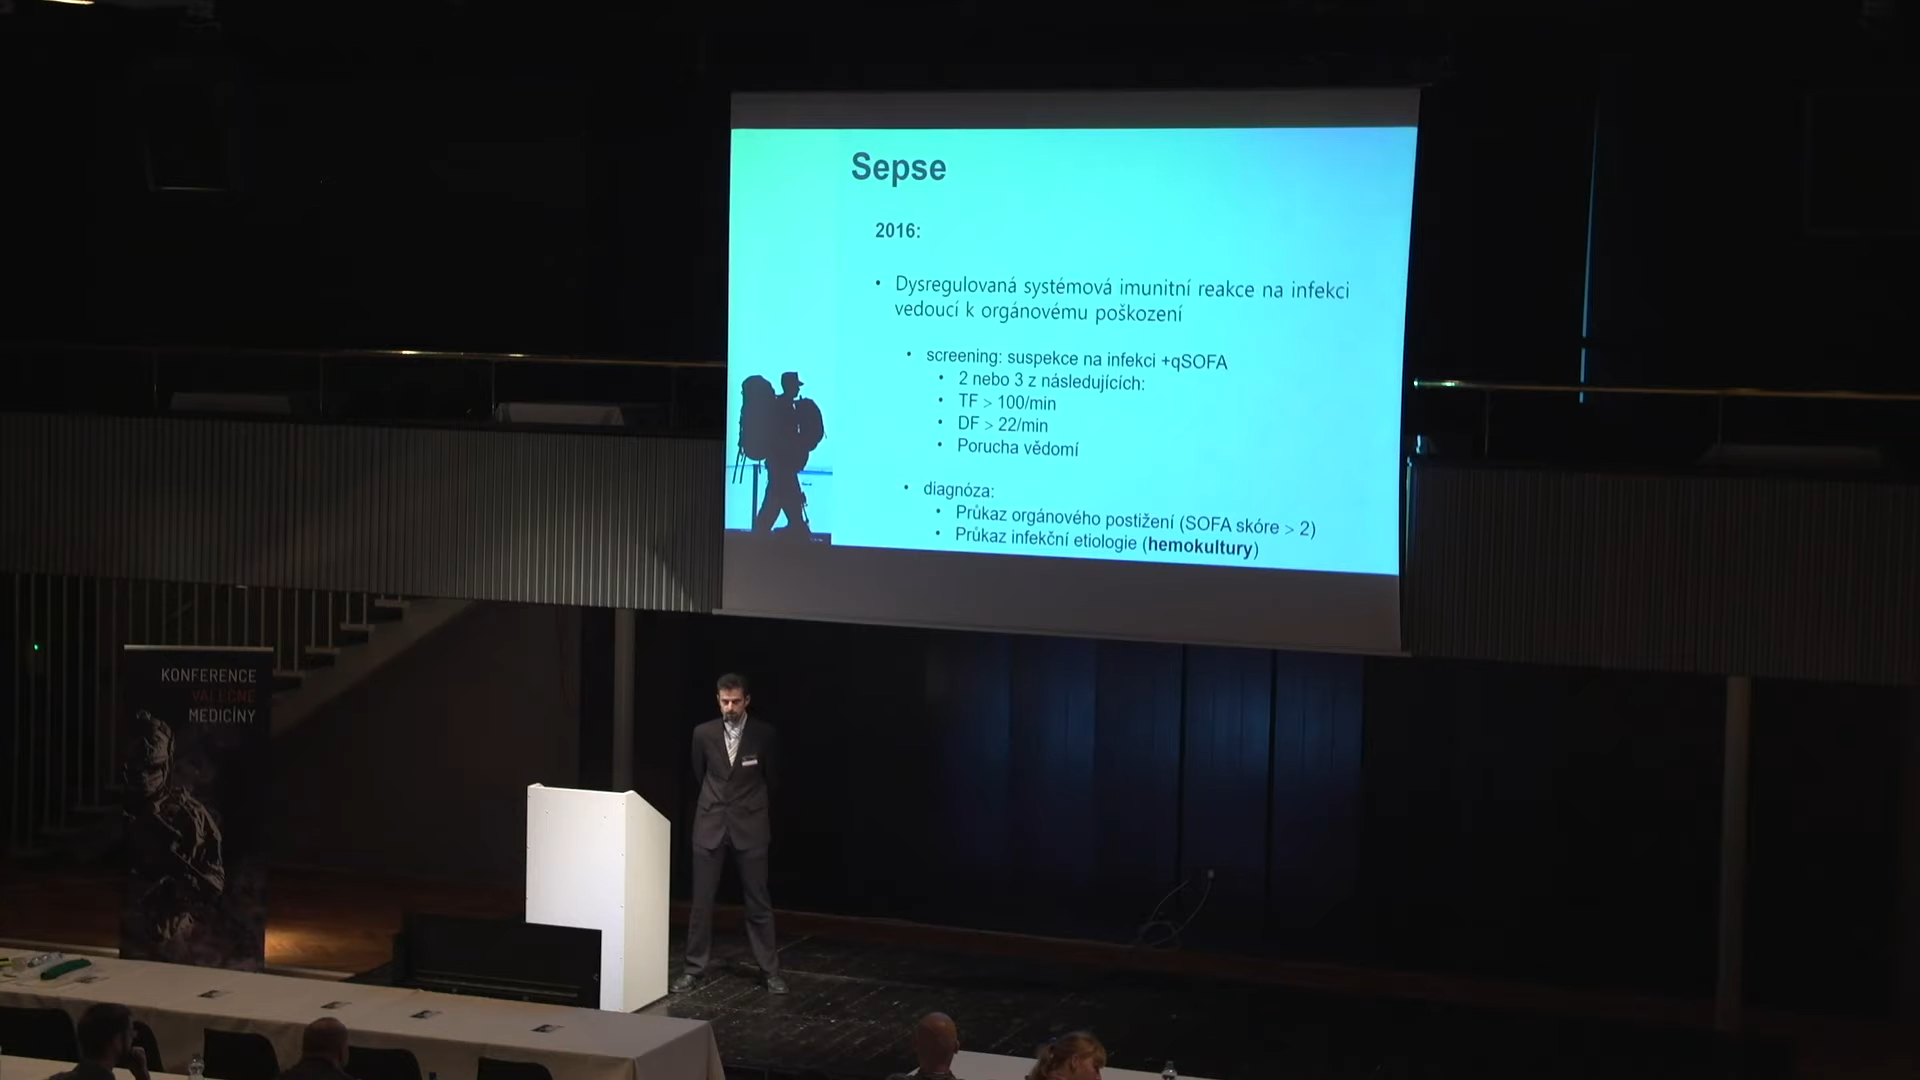 Sepse
2016:
• Dysregulovaná systémová imunitní reakce na infekci
vedoucí k orgánovému poškození
• screening: suspekce na infekci +qSOFA
• 2 nebo 3 z následujících:
• TF > 100/min
• DF > 22/min
• Porucha vědomí
• diagnóza:
• Průkaz orgánového postižení (SOFA skóre > 2)
• Průkaz infekční etiologie (hemokultury)
KONFERENCE
VÁLEČNÉ
MEDICÍNY